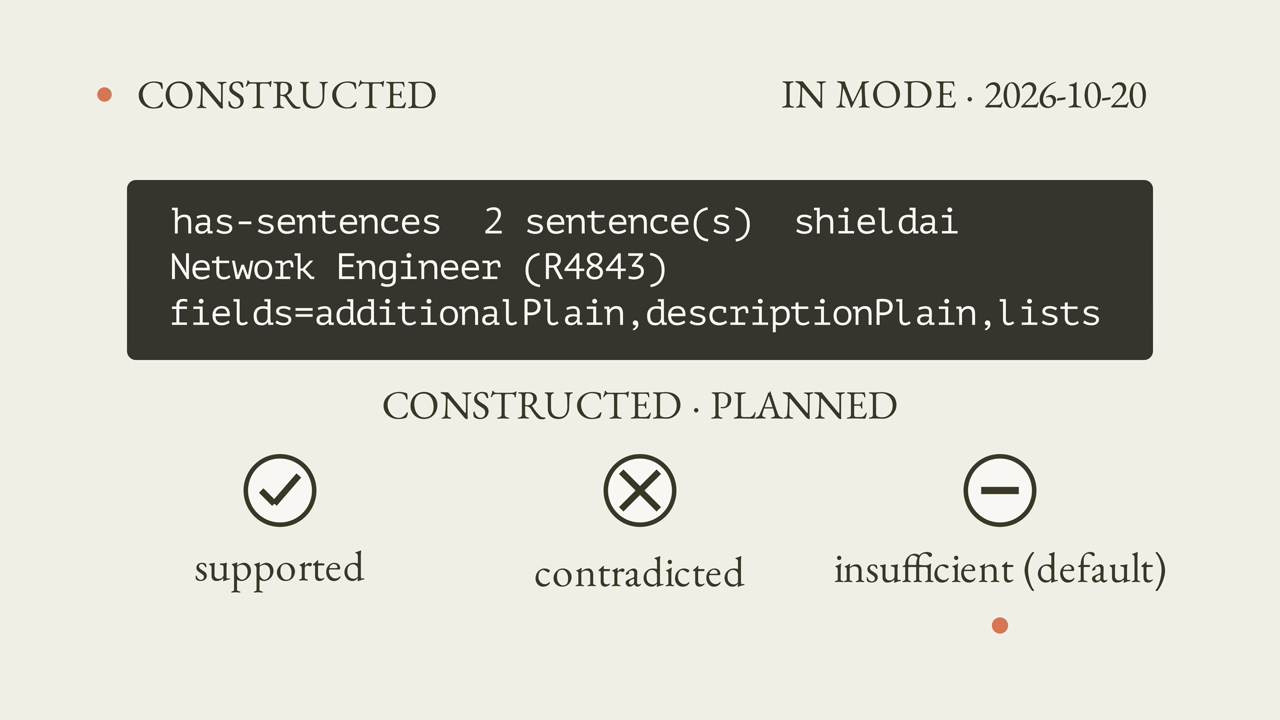 CONSTRUCTED
IN MODE · 2026-10-20
has-sentences  2 sentence(s)  shieldai
Network Engineer (R4843)
fields=additionalPlain,descriptionPlain,lists
CONSTRUCTED · PLANNED
supported
contradicted
insufficient (default)